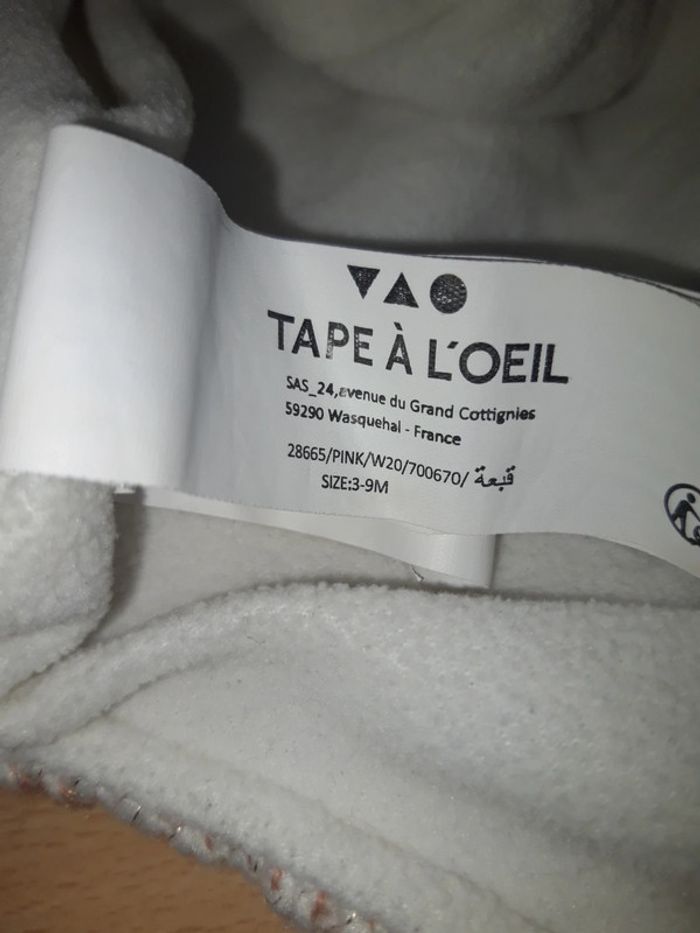 TAPE À L'OEIL
SAS_24,avenue du Grand Cottignies
59290 Wasquehal - France
28665/PINK/W20/700670/ قبعة
SIZE:3-9M